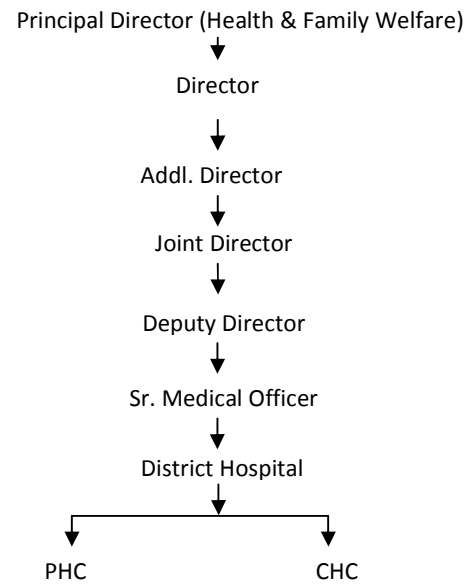 Principal Director (Health & Family Welfare)
Director
Addl. Director
Joint Director
Deputy Director
Sr. Medical Officer
District Hospital
PHC CHC